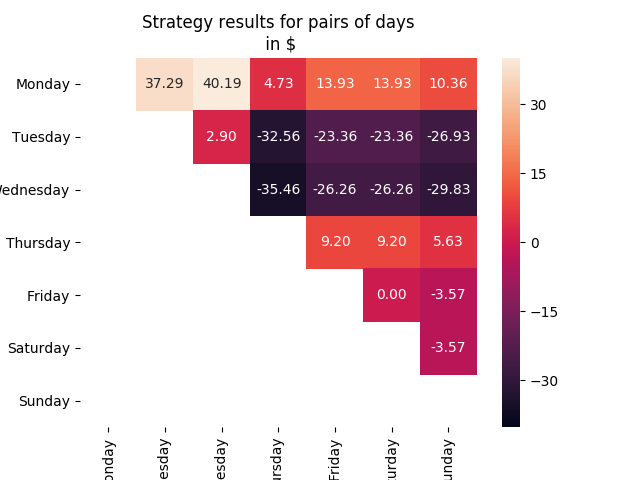 Strategy results for pairs of days
in $
Monday 37.29 40.19 4.73 13.93 13.93 10.36
Tuesday 2.90 -32.56 -23.36 -23.36 -26.93
Wednesday -35.46 -26.26 -26.26 -29.83
Thursday 9.20 9.20 5.63
Friday 0.00 -3.57
Saturday -3.57
Sunday
onday
esday
esday
ursday
Friday
turday
unday
30
15
0
−15
−30